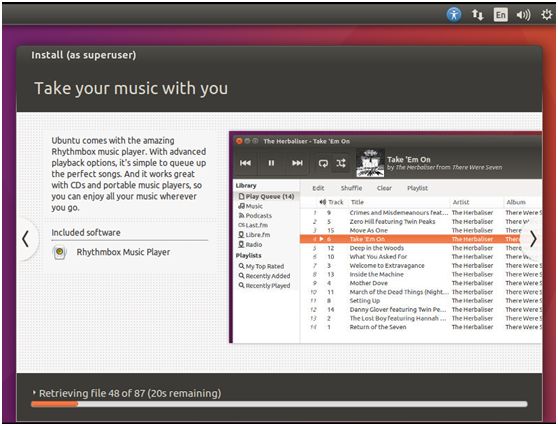 En
Install (as superuser)
Take your music with you
Ubuntu comes with the amazing
Rhythmbox music player. With advanced
playback options, it's simple to queue up
the perfect songs. And it works great
with CDs and portable music players, so
you can enjoy all your music wherever
you go.
Included software
Rhythmbox Music Player
The Herbaliser - Take 'Em On
Take 'Em On
by The Herbaliser from There Were Seven
Library
Play Queue (14)
Music
Podcasts
Last.fm
Libre.fm
Radio
Playlists
My Top Rated
Recently Added
Recently Played
Edit Shuffle Clear Playlist
Track Title Artist Album
1 9 Crimes and Misdemeanours feat... The Herbaliser There Were S
2 5 Zero Hill featuring Twin Peaks The Herbaliser There Were S
3 15 Move As One The Herbaliser There Were S
4 6 Take 'Em On The Herbaliser There Were
5 12 Deep in the Woods The Herbaliser There Were
6 10 What You Asked For The Herbaliser There Were
7 3 Welcome to Extravagance The Herbaliser There Were S
8 13 Inside the Machine The Herbaliser There Were S
9 4 Mother Dove The Herbaliser There Were S
10 11 March of the Dead Things (Night... The Herbaliser There Were S
11 8 Setting Up The Herbaliser There Were S
12 14 Danny Glover featuring Twin Pe... The Herbaliser There Were S
13 2 The Lost Boy featuring Hannah ... The Herbaliser There Were S
14 1 Return of the Seven The Herbaliser There Were S
Retrieving file 48 of 87 (20s remaining)